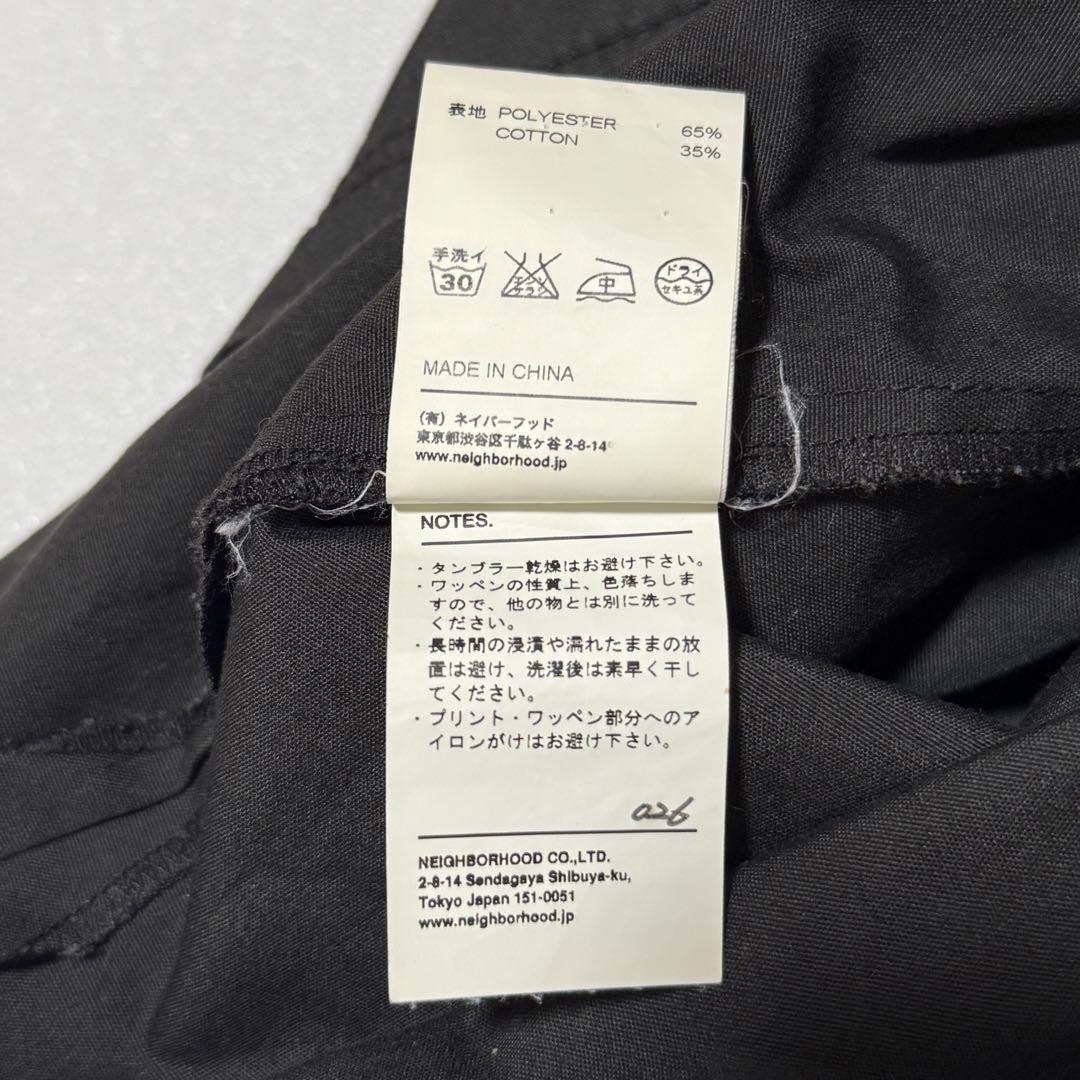 表地 POLYESTER 65%
COTTON 35%
手洗イ
30
エンソ
サラシ
中
ドライ
セキユ系
MADE IN CHINA
(有) ネイバーフッド
東京都渋谷区千駄ヶ谷 2-8-14
www.neighborhood.jp
NOTES.
・タンブラー乾燥はお避け下さい。
・ワッペンの性質上、色落ちしま
すので、他の物とは別に洗って
ください。
・長時間の浸漬や濡れたままの放
置は避け、洗濯後は素早く干し
てください。
・プリント・ワッペン部分へのア
イロンがけはお避け下さい。
026
NEIGHBORHOOD CO.,LTD.
2-8-14 Sendagaya Shibuya-ku,
Tokyo Japan 151-0051
www.neighborhood.jp